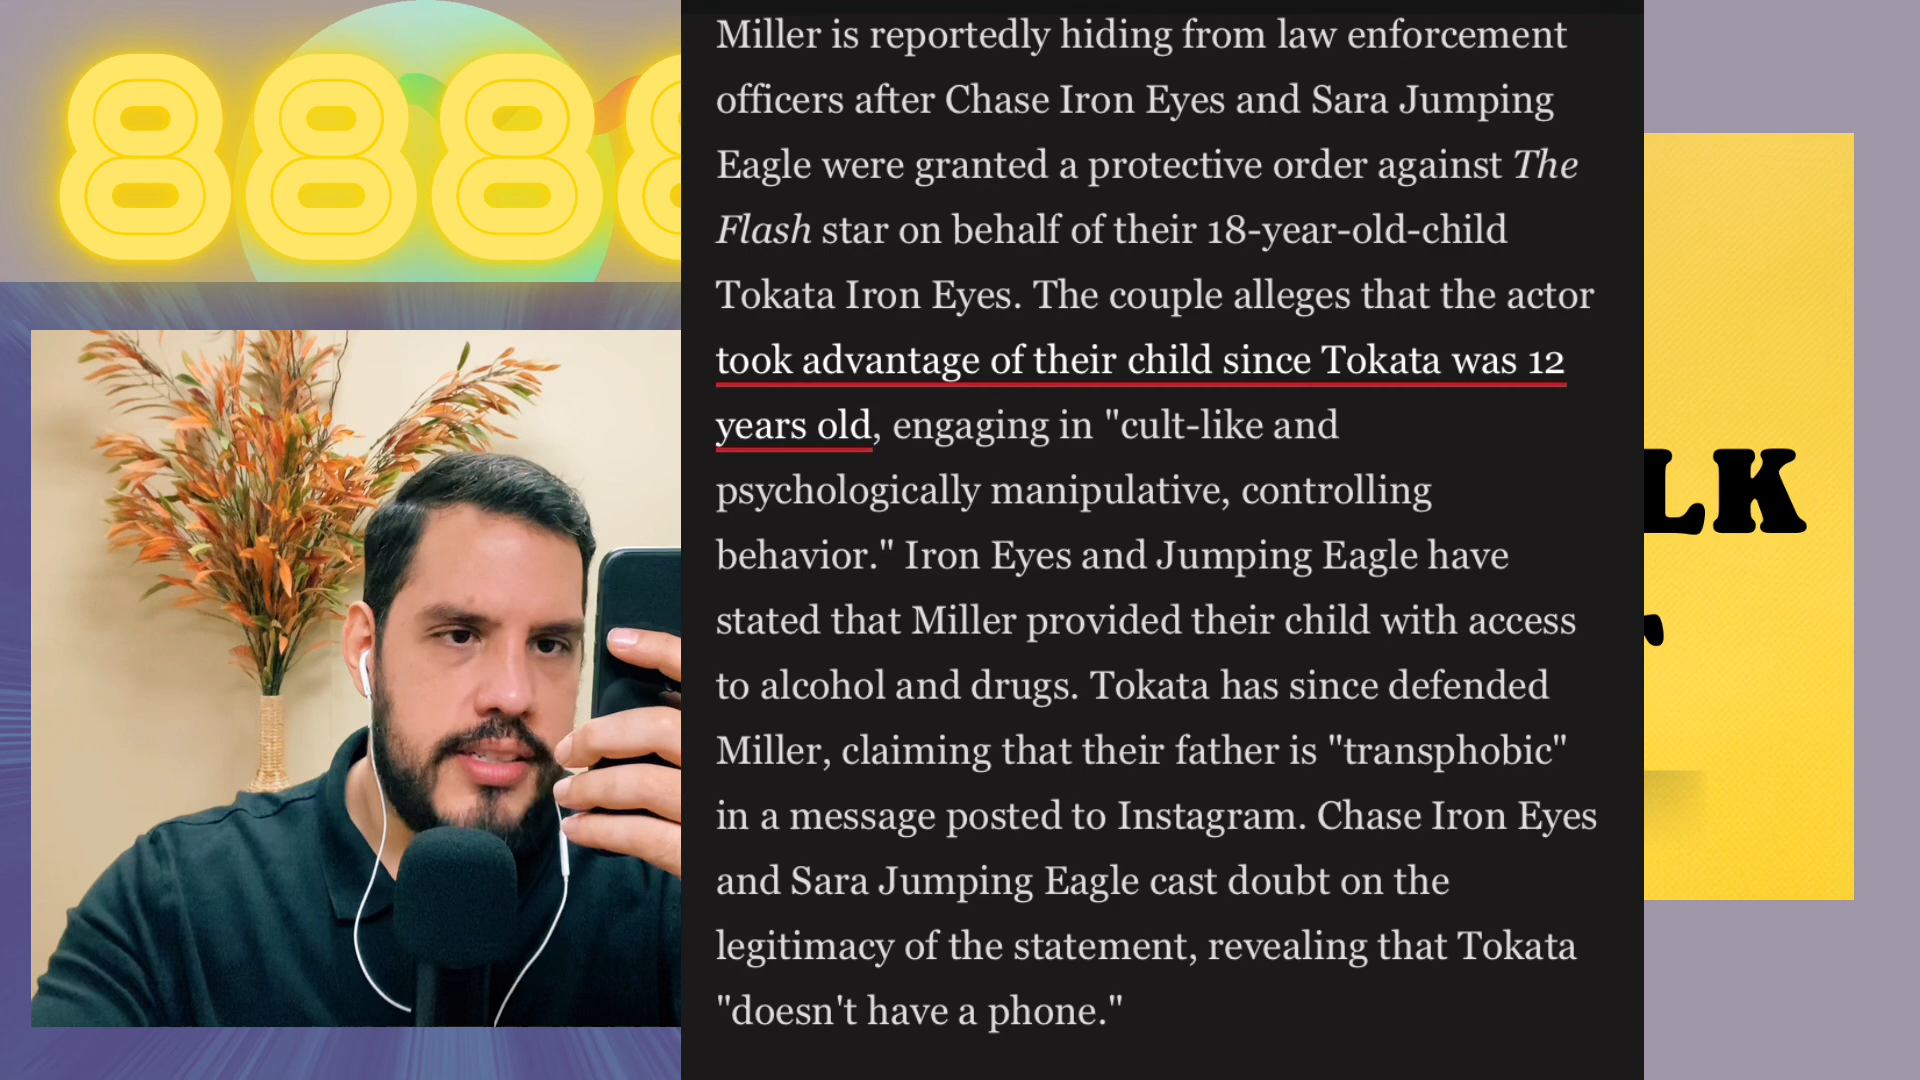 888
Miller is reportedly hiding from law enforcement
officers after Chase Iron Eyes and Sara Jumping
Eagle were granted a protective order against The
Flash star on behalf of their 18-year-old-child
Tokata Iron Eyes. The couple alleges that the actor
took advantage of their child since Tokata was 12
years old, engaging in "cult-like and
psychologically manipulative, controlling
behavior." Iron Eyes and Jumping Eagle have
stated that Miller provided their child with access
to alcohol and drugs. Tokata has since defended
Miller, claiming that their father is "transphobic"
in a message posted to Instagram. Chase Iron Eyes
and Sara Jumping Eagle cast doubt on the
legitimacy of the statement, revealing that Tokata
"doesn't have a phone."
LK